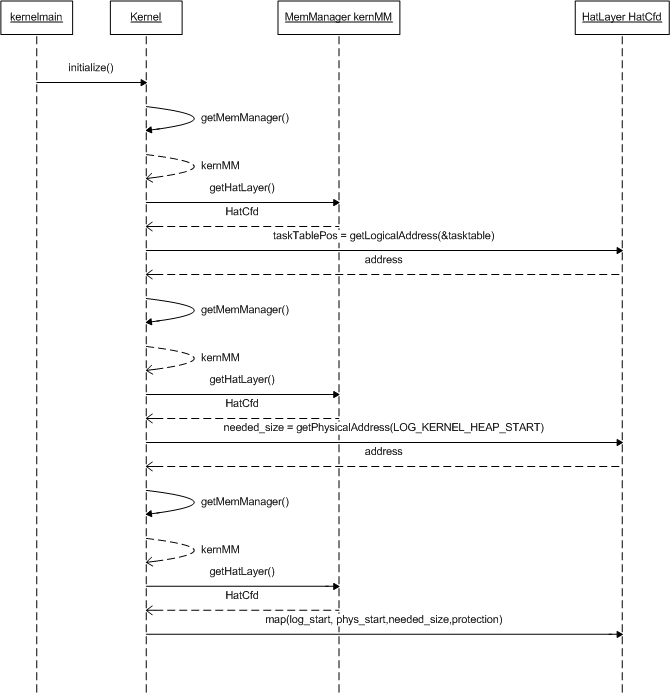 kernelmain
Kernel
MemManager kernMM
HatLayer HatCfd
initialize()
getMemManager()
kernMM
getHatLayer()
HatCfd
taskTablePos = getLogicalAddress(&tasktable)
address
getMemManager()
kernMM
getHatLayer()
HatCfd
needed_size = getPhysicalAddress(LOG_KERNEL_HEAP_START)
address
getMemManager()
kernMM
getHatLayer()
HatCfd
map(log_start, phys_start,needed_size,protection)